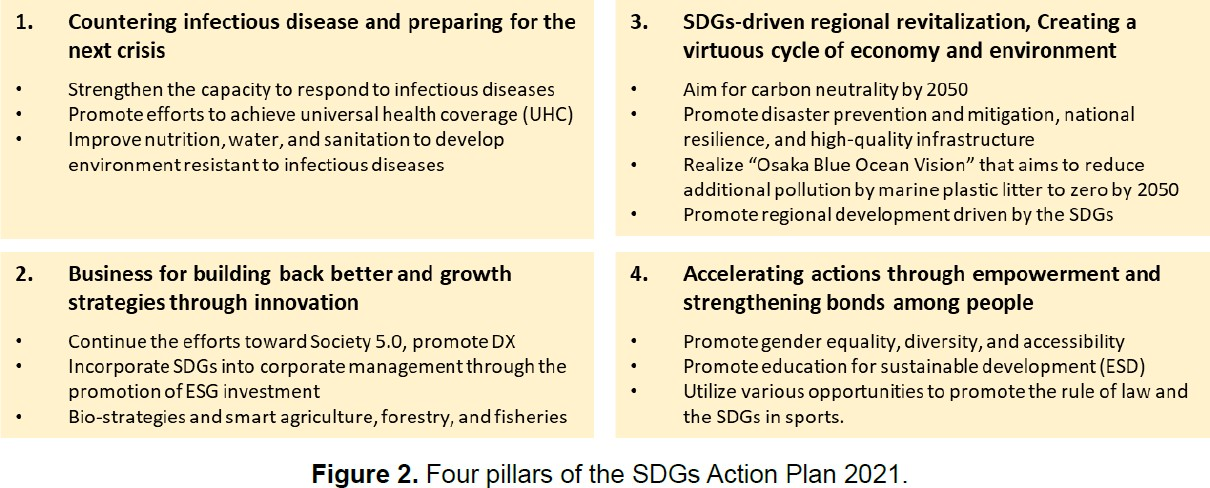 1. Countering infectious disease and preparing for the
next crisis
• Strengthen the capacity to respond to infectious diseases
• Promote efforts to achieve universal health coverage (UHC)
• Improve nutrition, water, and sanitation to develop
environment resistant to infectious diseases
2. Business for building back better and growth
strategies through innovation
• Continue the efforts toward Society 5.0, promote DX
• Incorporate SDGs into corporate management through the
promotion of ESG investment
• Bio-strategies and smart agriculture, forestry, and fisheries
3. SDGs-driven regional revitalization, Creating a
virtuous cycle of economy and environment
• Aim for carbon neutrality by 2050
• Promote disaster prevention and mitigation, national
resilience, and high-quality infrastructure
• Realize “Osaka Blue Ocean Vision” that aims to reduce
additional pollution by marine plastic litter to zero by 2050
• Promote regional development driven by the SDGs
4. Accelerating actions through empowerment and
strengthening bonds among people
• Promote gender equality, diversity, and accessibility
• Promote education for sustainable development (ESD)
• Utilize various opportunities to promote the rule of law and
the SDGs in sports.
Figure 2. Four pillars of the SDGs Action Plan 2021.